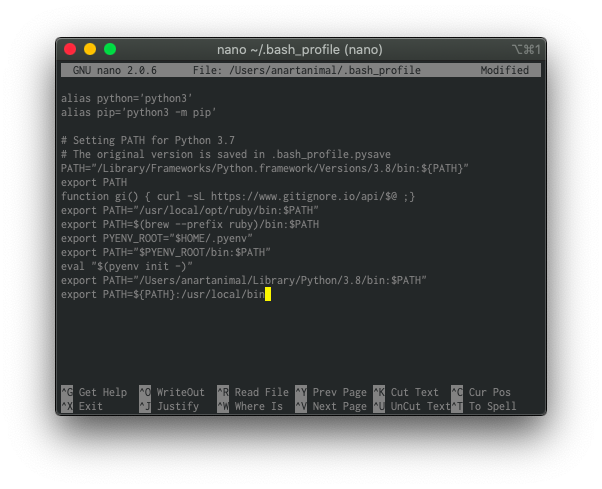 nano ~/.bash_profile (nano)
⌥⌘1
GNU nano 2.0.6 File: /Users/anartanimal/.bash_profile Modified
alias python='python3'
alias pip='python3 -m pip'
# Setting PATH for Python 3.7
# The original version is saved in .bash_profile.pysave
PATH="/Library/Frameworks/Python.framework/Versions/3.8/bin:${PATH}"
export PATH
function gi() { curl -sL https://www.gitignore.io/api/$@ ;}
export PATH="/usr/local/opt/ruby/bin:$PATH"
export PATH=$(brew --prefix ruby)/bin:$PATH
export PYENV_ROOT="$HOME/.pyenv"
export PATH="$PYENV_ROOT/bin:$PATH"
eval "$(pyenv init -)"
export PATH="/Users/anartanimal/Library/Python/3.8/bin:$PATH"
export PATH=${PATH}:/usr/local/bin
^G Get Help ^O WriteOut ^R Read File ^Y Prev Page ^K Cut Text ^C Cur Pos
^X Exit ^J Justify ^W Where Is ^V Next Page ^U UnCut Text ^T To Spell